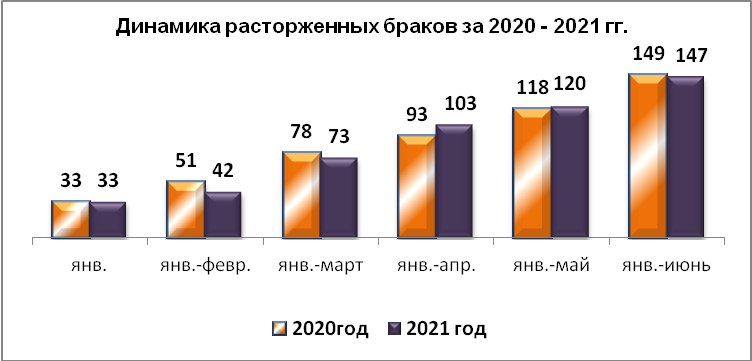 Динамика расторженных браков за 2020 - 2021 гг.
149 147
118 120
93 103
78 73
51 42
33 33
янв. янв.-февр. янв.-март янв.-апр. янв.-май янв.-июнь
2020год 2021 год